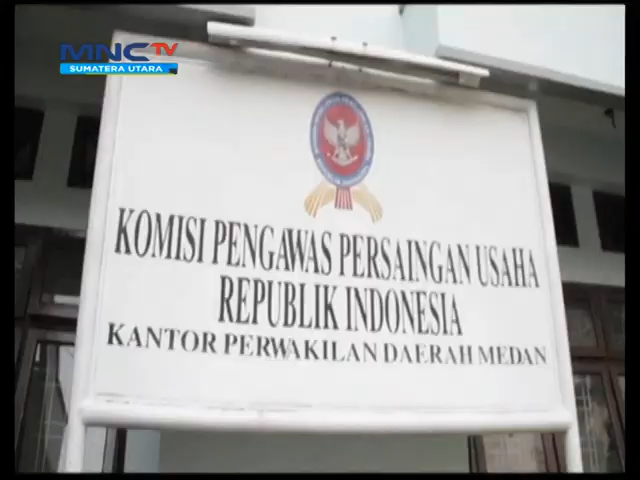 MNCTV
SUMATERA UTARA
KOMISI PENGAWAS PERSAINGAN USAHA
REPUBLIK INDONESIA
KANTOR PERWAKILAN DAERAH MEDAN